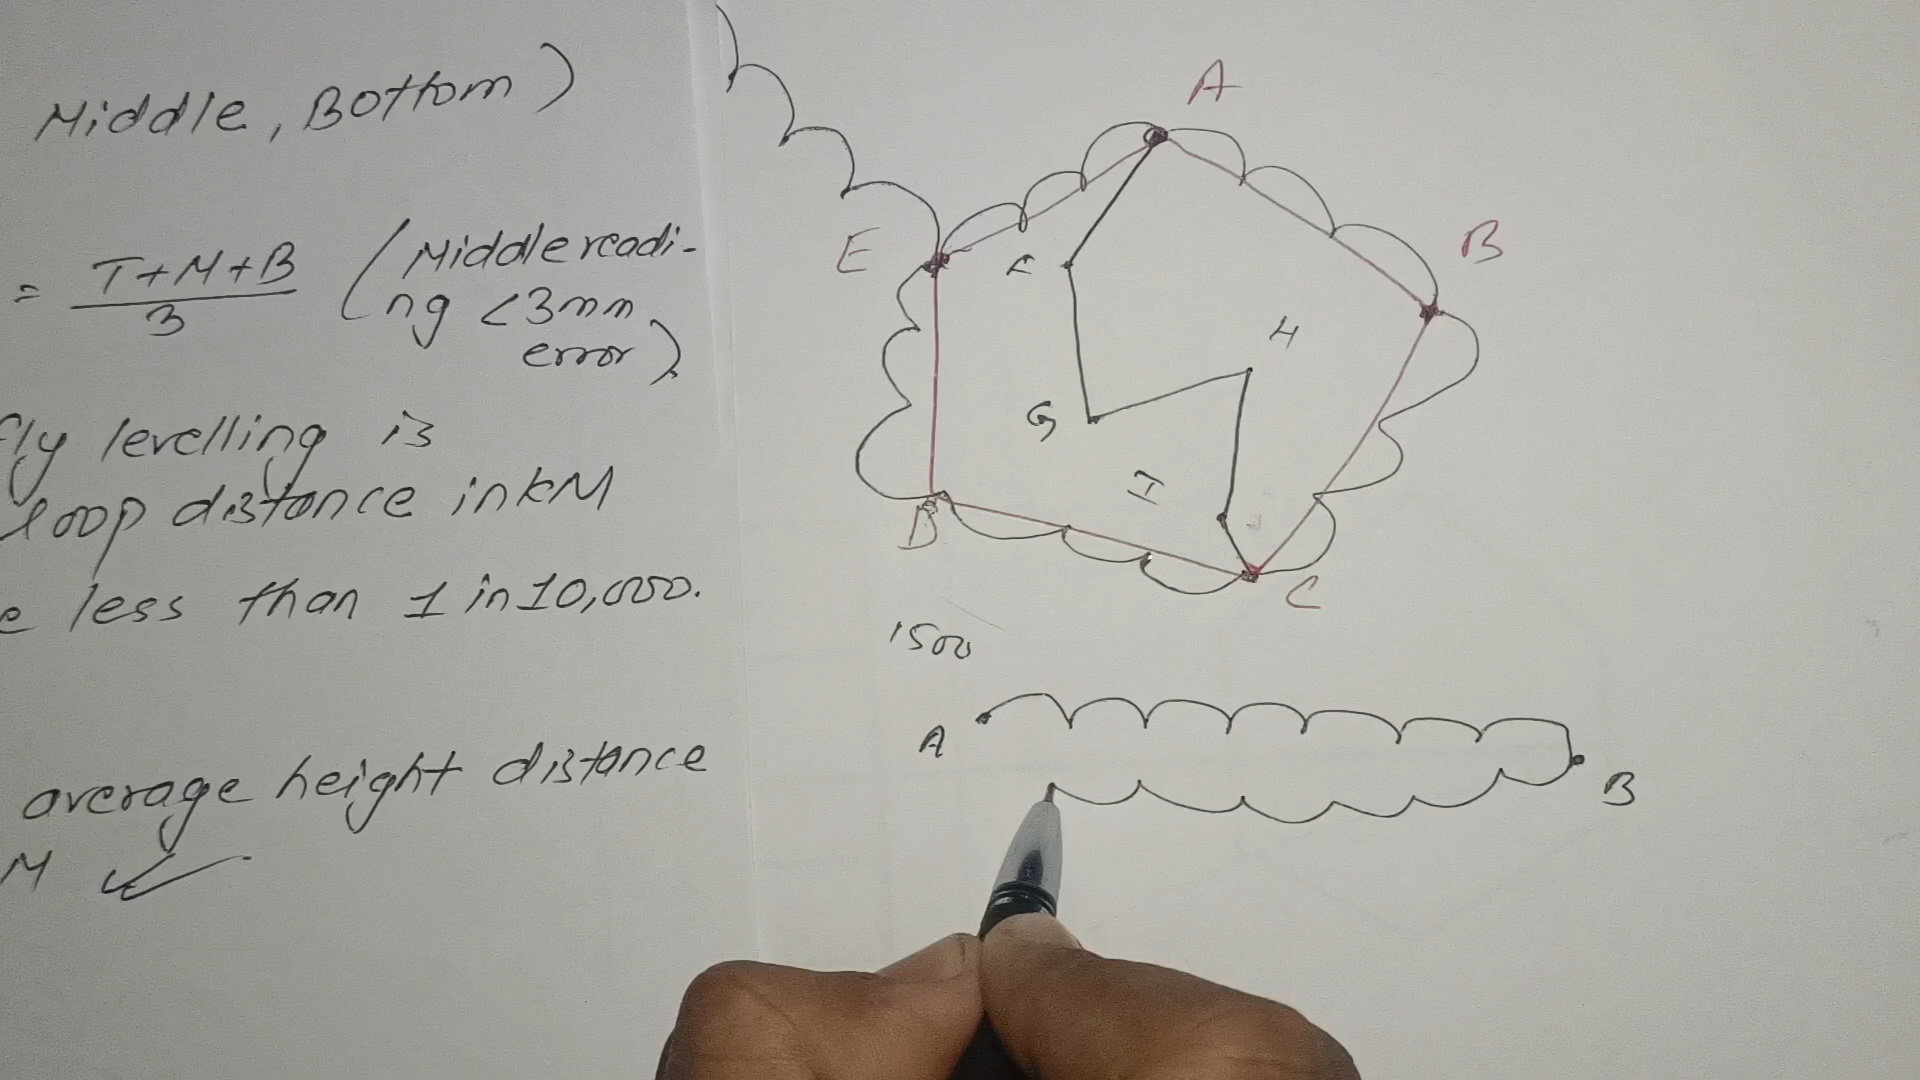 Middle, Bottom)
= T+M+B
3
(Middle readi-
ng <3mm
error)
fly levelling is
loop distance in kM
e less than 1 in 10,000.
average height distance
M
A
B
E
F
H
G
I
D
C
1500
A
B